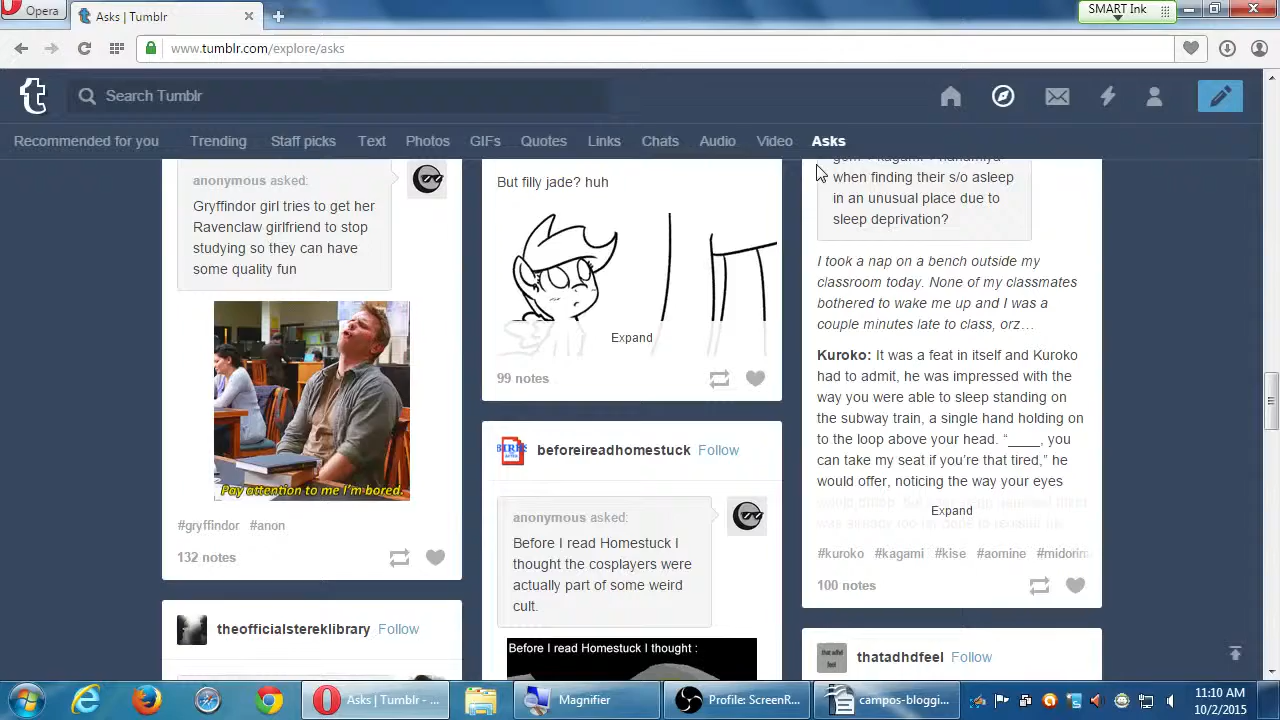 Opera
Asks | Tumblr
SMART Ink
www.tumblr.com/explore/asks
t
Search Tumblr
Recommended for you
Trending
Staff picks
Text
Photos
GIFs
Quotes
Links
Chats
Audio
Video
Asks
anonymous asked:
Gryffindor girl tries to get her
Ravenclaw girlfriend to stop
studying so they can have
some quality fun
Pay attention to me I'm bored.
#gryffindor #anon
132 notes
theofficialstereklibrary Follow
But filly jade? huh
Expand
99 notes
beforeireadhomestuck Follow
anonymous asked:
Before I read Homestuck I
thought the cosplayers were
actually part of some weird
cult.
Before I read Homestuck I thought :
when finding their s/o asleep
in an unusual place due to
sleep deprivation?
I took a nap on a bench outside my
classroom today. None of my classmates
bothered to wake me up and I was a
couple minutes late to class, orz…
Kuroko: It was a feat in itself and Kuroko
had to admit, he was impressed with the
way you were able to sleep standing on
the subway train, a single hand holding on
to the loop above your head. “____, you
can take my seat if you’re that tired,” he
would offer, noticing the way your eyes
Expand
#kuroko #kagami #kise #aomine #midorim
100 notes
thatadhdfeel Follow
Asks | Tumblr - ...
Magnifier
Profile: ScreenR...
campos-bloggi...
11:10 AM
10/2/2015